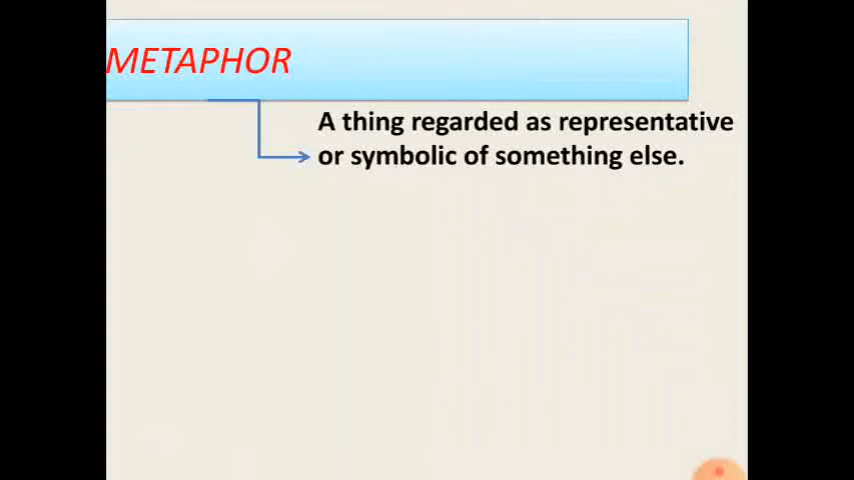 METAPHOR
A thing regarded as representative
or symbolic of something else.